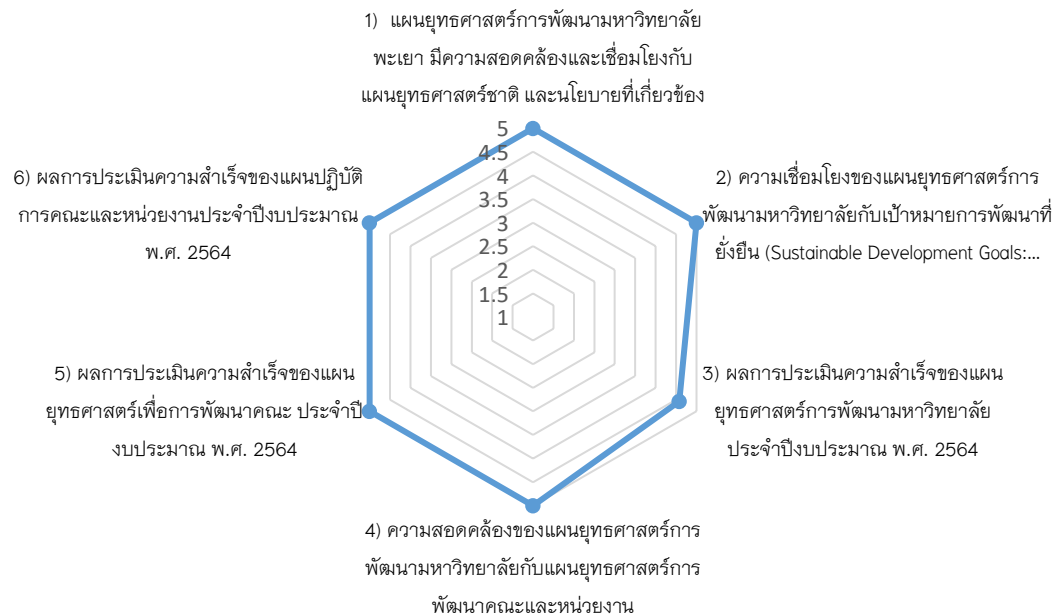 1) แผนยุทธศาสตร์การพัฒนามหาวิทยาลัย
พะเยา มีความสอดคล้องและเชื่อมโยงกับ
แผนยุทธศาสตร์ชาติ และนโยบายที่เกี่ยวข้อง
5
4.5
4
3.5
3
2.5
2
1.5
1
2) ความเชื่อมโยงของแผนยุทธศาสตร์การ
พัฒนามหาวิทยาลัยกับเป้าหมายการพัฒนาที่
ยั่งยืน (Sustainable Development Goals:...
3) ผลการประเมินความสำเร็จของแผน
ยุทธศาสตร์การพัฒนามหาวิทยาลัย
ประจำปีงบประมาณ พ.ศ. 2564
4) ความสอดคล้องของแผนยุทธศาสตร์การ
พัฒนามหาวิทยาลัยกับแผนยุทธศาสตร์การ
พัฒนาคณะและหน่วยงาน
5) ผลการประเมินความสำเร็จของแผน
ยุทธศาสตร์เพื่อการพัฒนาคณะ ประจำปี
งบประมาณ พ.ศ. 2564
6) ผลการประเมินความสำเร็จของแผนปฏิบัติ
การคณะและหน่วยงานประจำปีงบประมาณ
พ.ศ. 2564